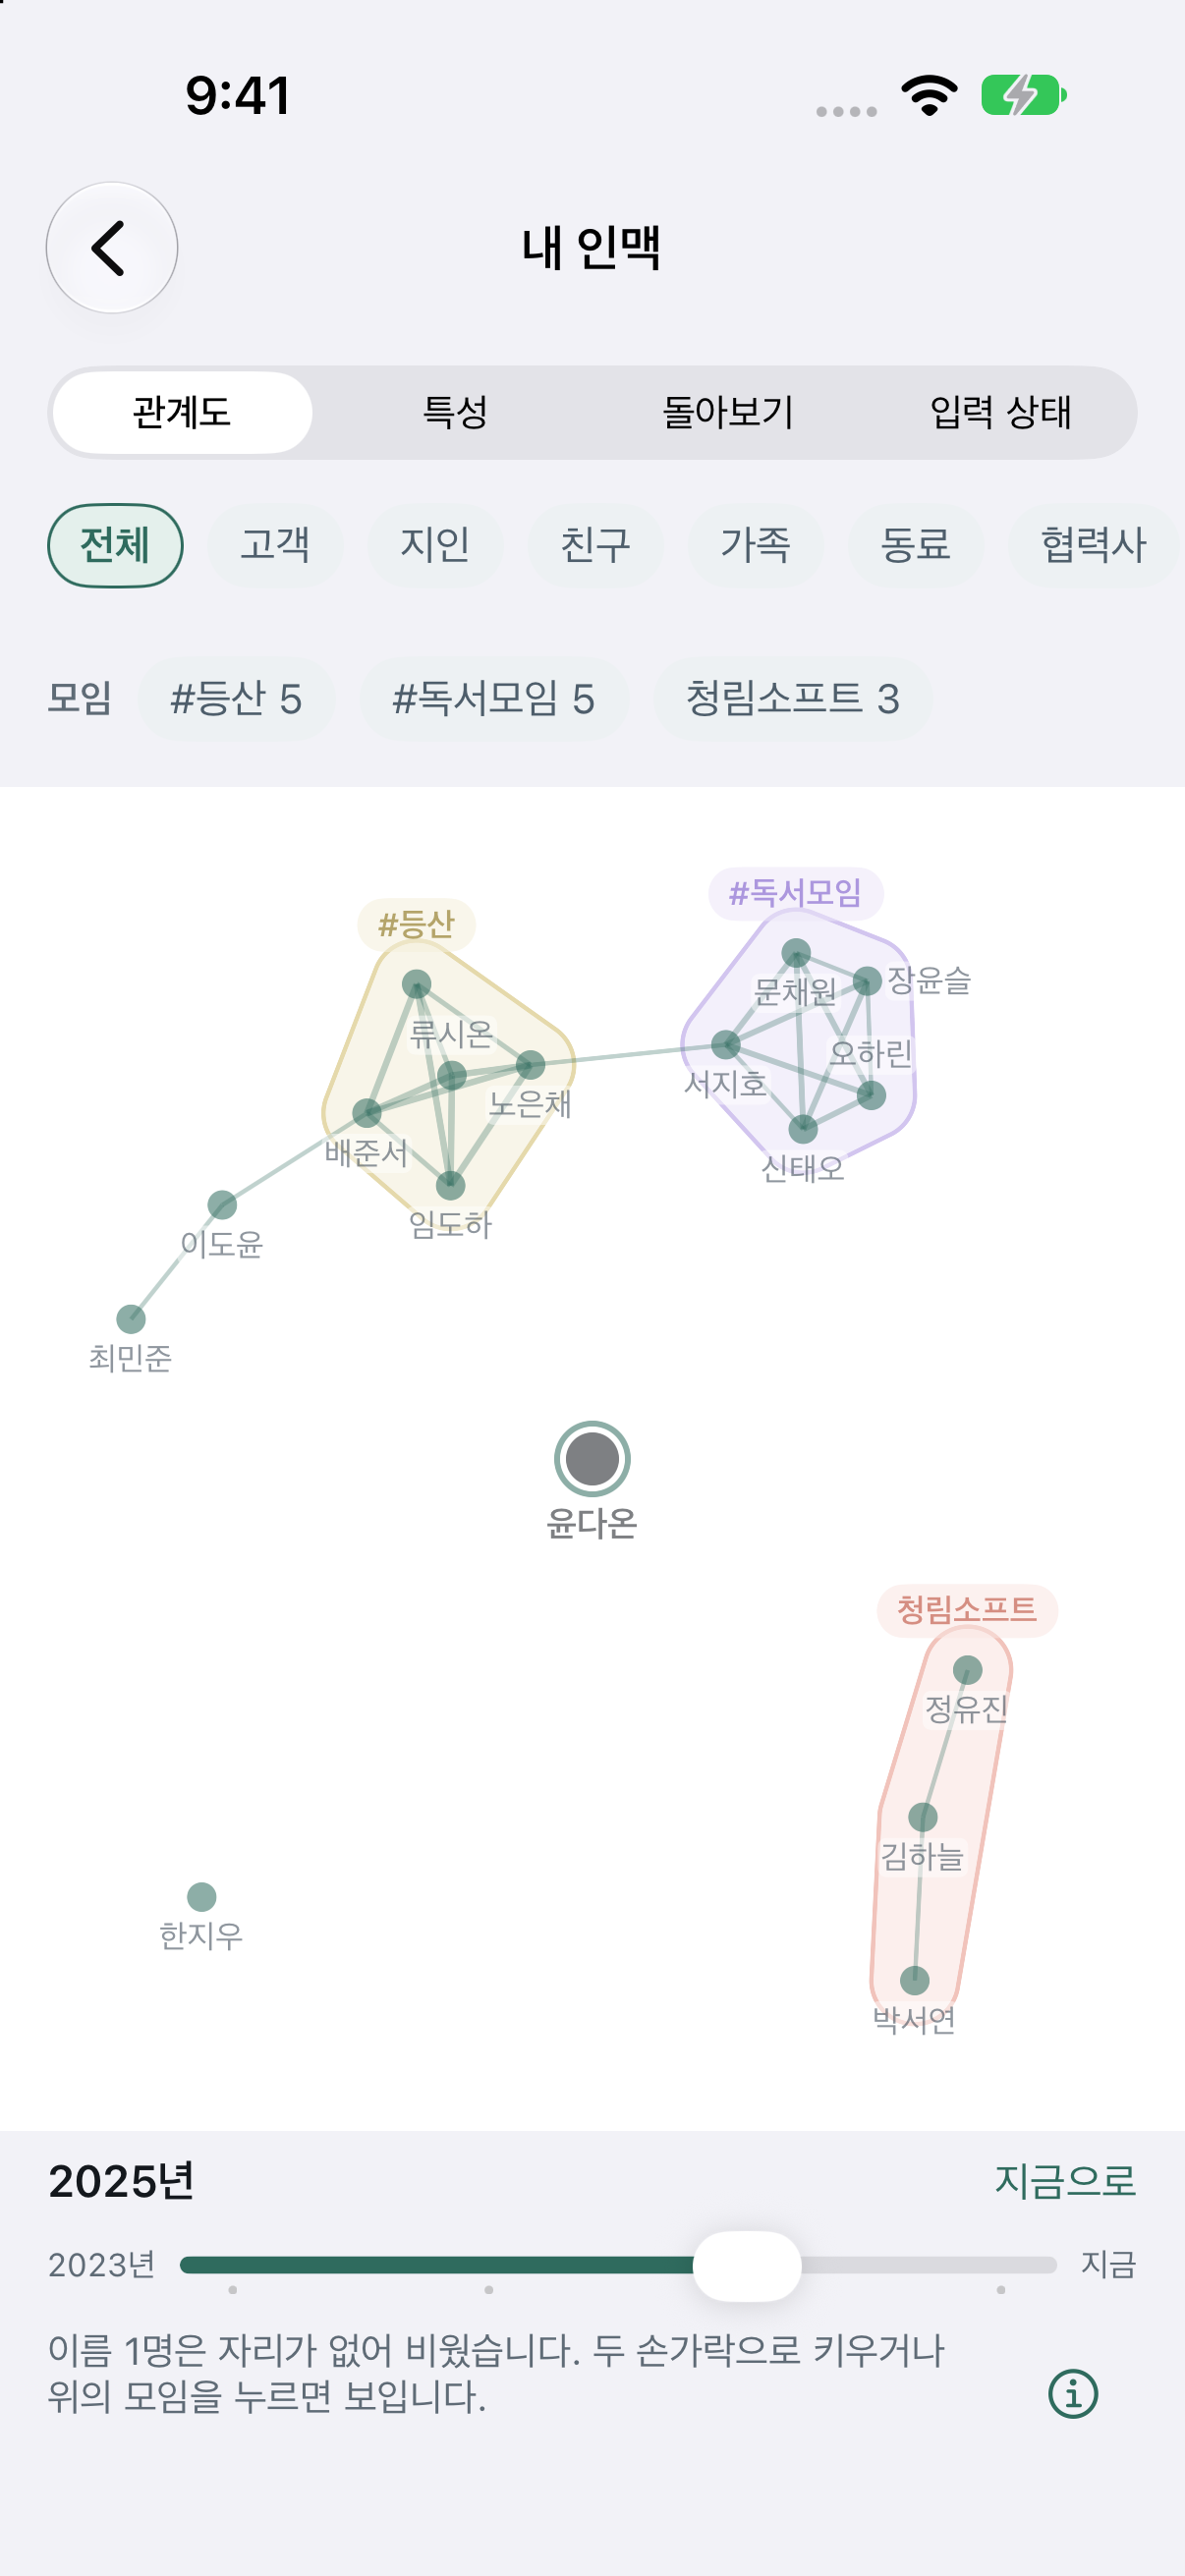 9:41
내 인맥
관계도 특성 돌아보기 입력 상태
전체 고객 지인 친구 가족 동료 협력사
모임 #등산 5 #독서모임 5 청림소프트 3
#독서모임
#등산
장윤슬
문채원
류시온
오하린
서지호
노은채
배준서
신태오
임도하
이도윤
최민준
윤다온
청림소프트
정유진
김하늘
한지우
박서연
2025년 지금으로
2023년 지금
이름 1명은 자리가 없어 비웠습니다. 두 손가락으로 키우거나
위의 모임을 누르면 보입니다.